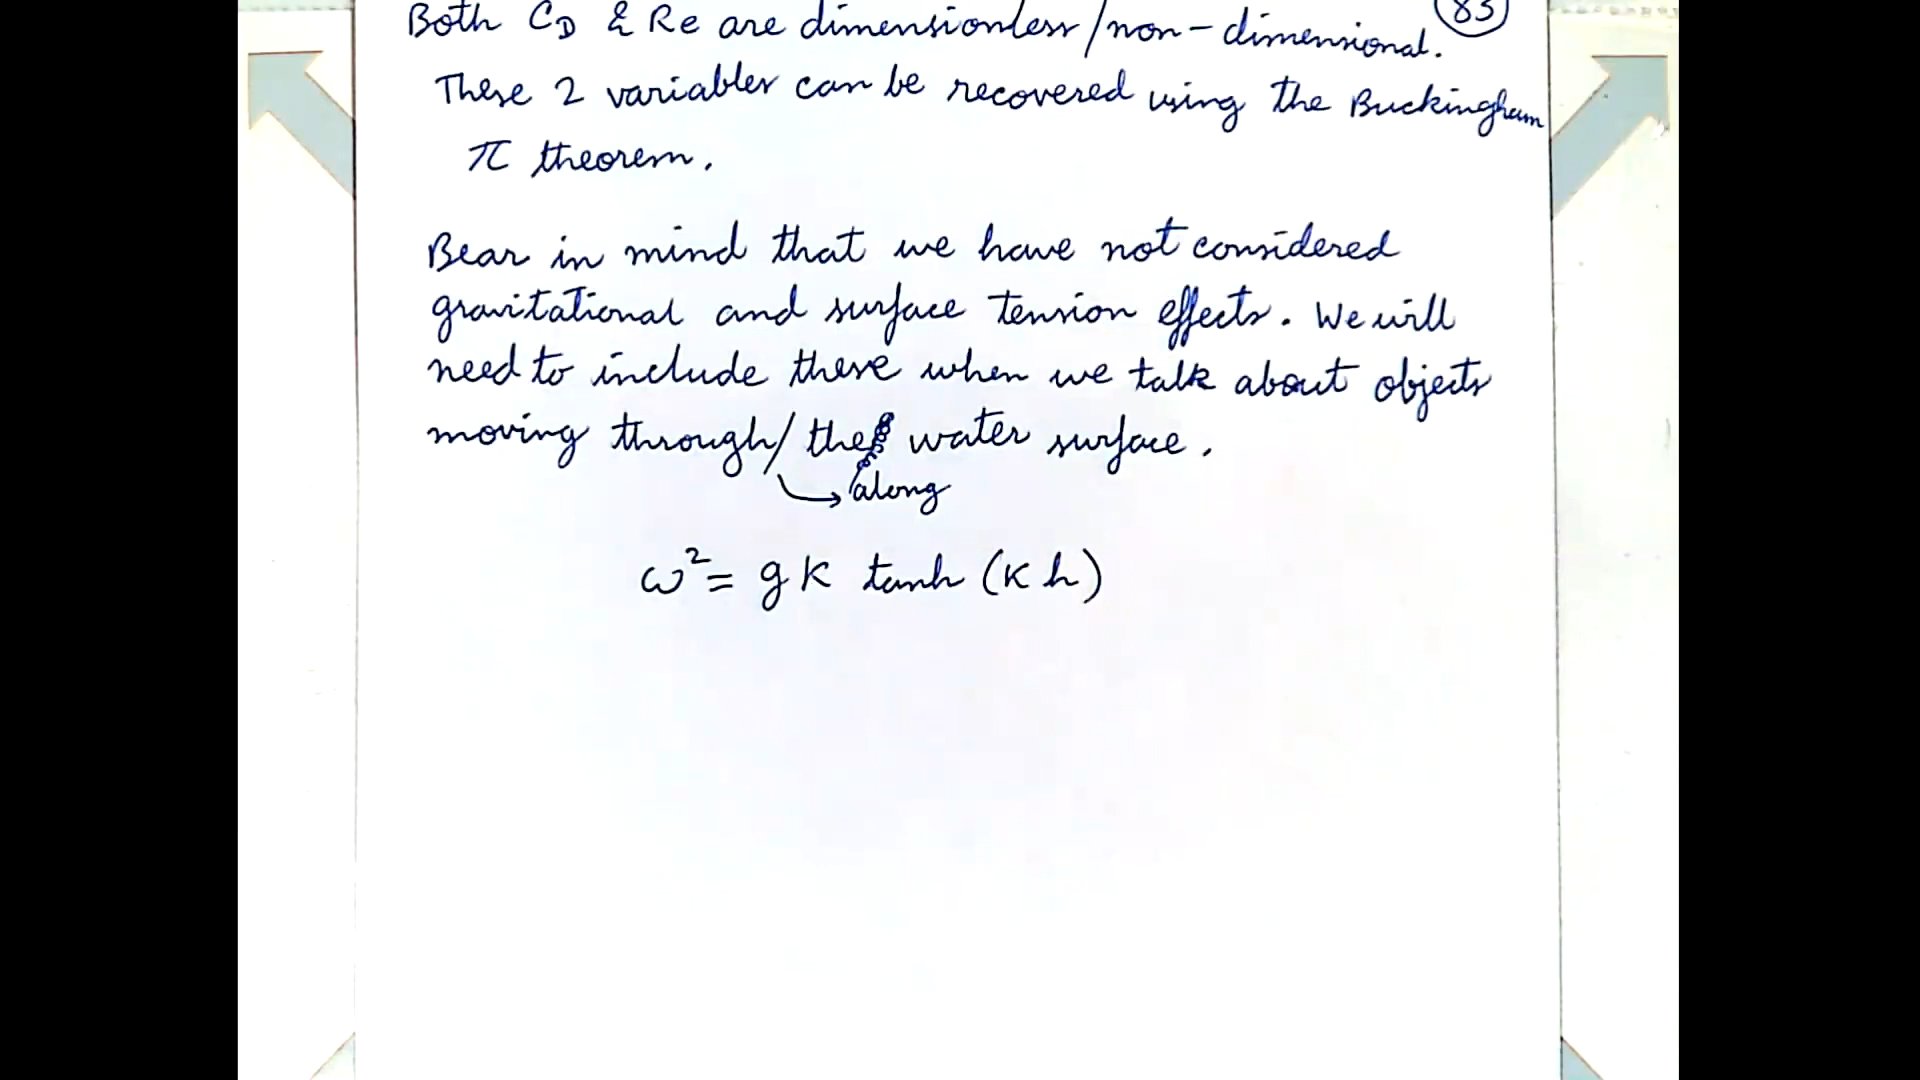 83
Both C_D & Re are dimensionless/non-dimensional.
These 2 variables can be recovered using the Buckingham
π theorem.
Bear in mind that we have not considered
gravitational and surface tension effects. We will
need to include these when we talk about objects
moving through/ the water surface.
along
ω² = gk tanh (kh)